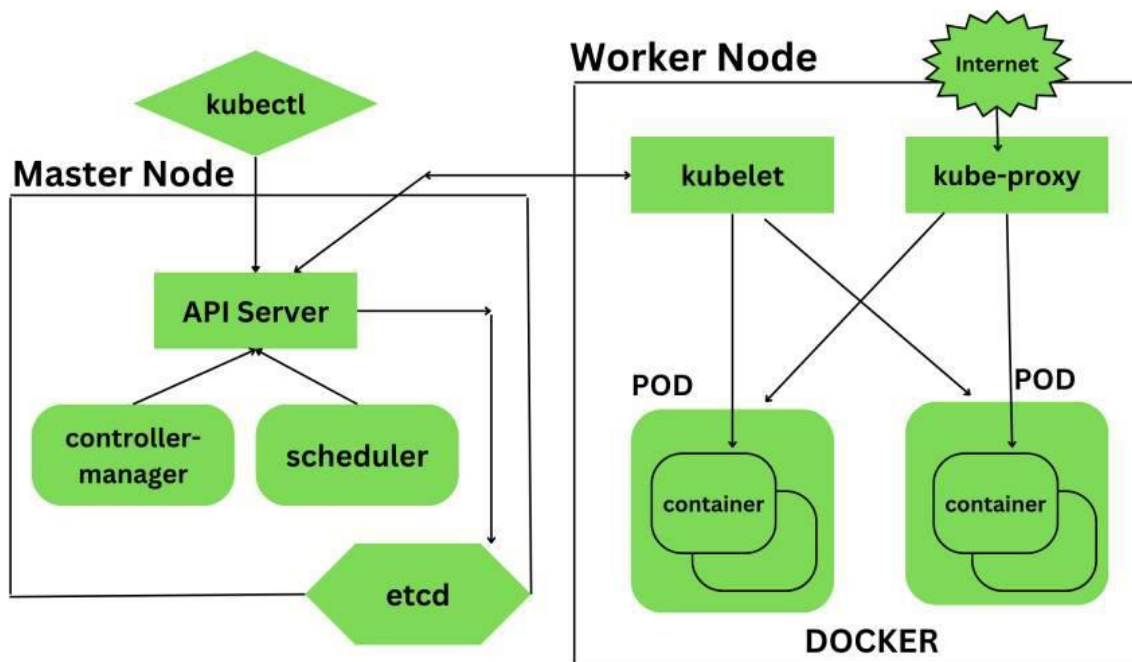 Internet
Worker Node
kubectl
Master Node
kubelet
kube-proxy
API Server
POD
POD
controller-
manager
scheduler
container
container
etcd
DOCKER